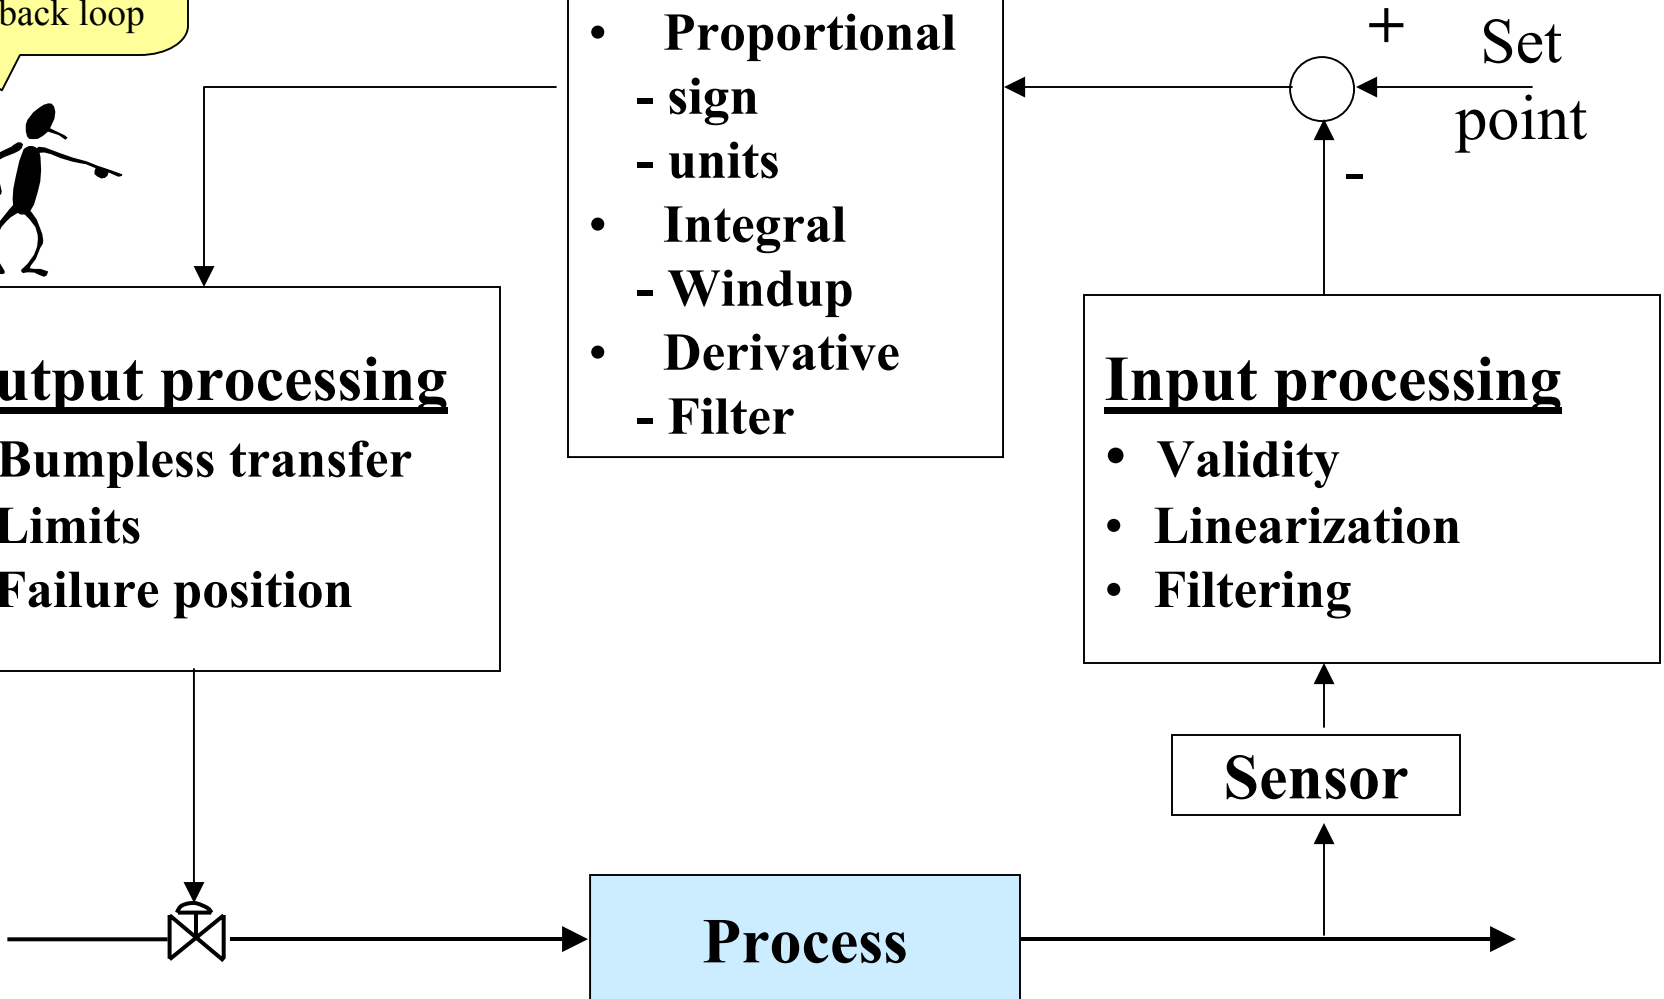 back loop
• Proportional
- sign
- units
• Integral
- Windup
• Derivative
- Filter
+
Set
point
-
utput processing
Bumpless transfer
Limits
Failure position
Input processing
• Validity
• Linearization
• Filtering
Sensor
Process